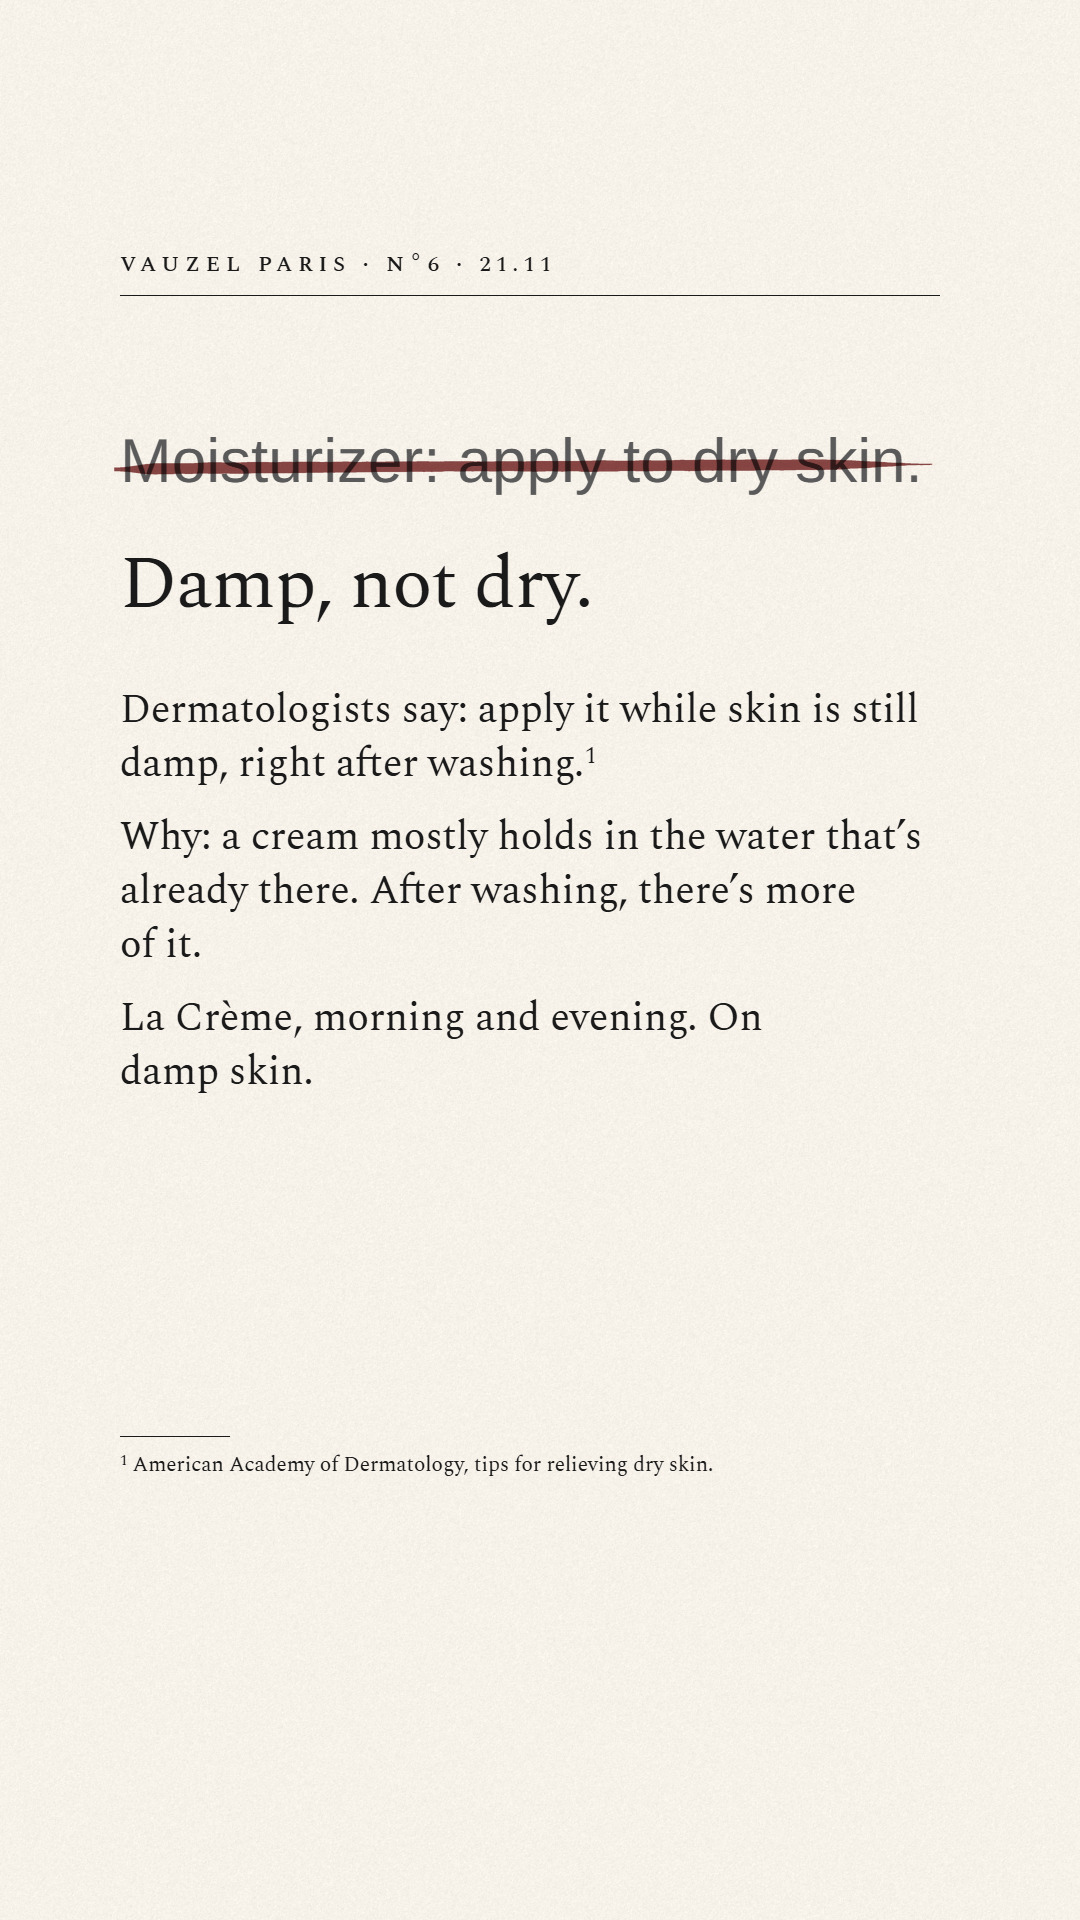 VAUZEL PARIS · N°6 · 21.11
Moisturizer: apply to dry skin.
Damp, not dry.
Dermatologists say: apply it while skin is still
damp, right after washing.¹
Why: a cream mostly holds in the water that’s
already there. After washing, there’s more
of it.
La Crème, morning and evening. On
damp skin.
¹ American Academy of Dermatology, tips for relieving dry skin.